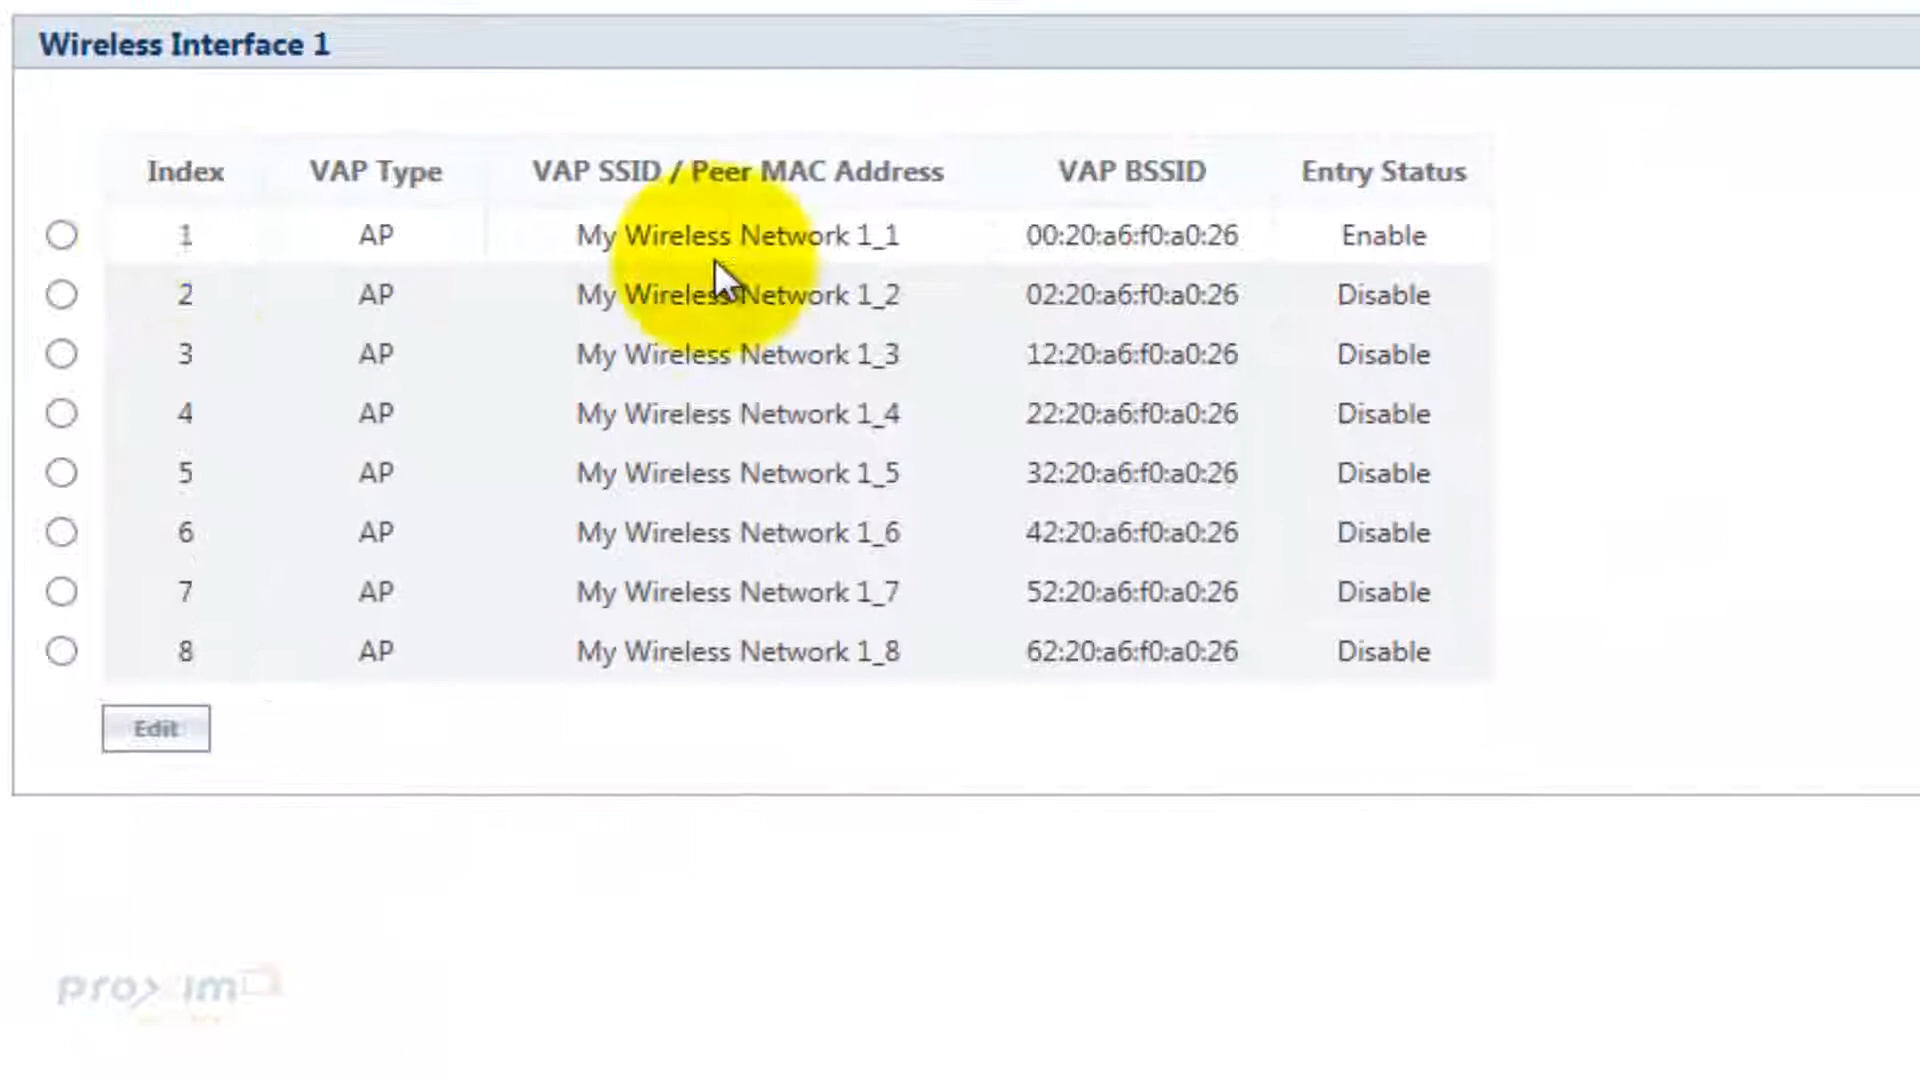 Wireless Interface 1
Index VAP Type VAP SSID / Peer MAC Address VAP BSSID Entry Status
1 AP My Wireless Network 1_1 00:20:a6:f0:a0:26 Enable
2 AP My Wireless Network 1_2 02:20:a6:f0:a0:26 Disable
3 AP My Wireless Network 1_3 12:20:a6:f0:a0:26 Disable
4 AP My Wireless Network 1_4 22:20:a6:f0:a0:26 Disable
5 AP My Wireless Network 1_5 32:20:a6:f0:a0:26 Disable
6 AP My Wireless Network 1_6 42:20:a6:f0:a0:26 Disable
7 AP My Wireless Network 1_7 52:20:a6:f0:a0:26 Disable
8 AP My Wireless Network 1_8 62:20:a6:f0:a0:26 Disable
Edit
proxim